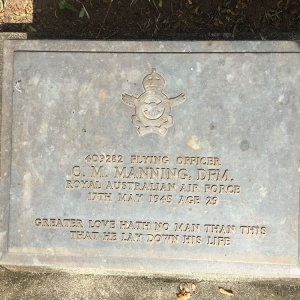 409282 FLYING OFFICER
C. M. MANNING, DFM.
ROYAL AUSTRALIAN AIR FORCE
17TH MAY 1945 AGE 29
GREATER LOVE HATH NO MAN THAN THIS
THAT HE LAY DOWN HIS LIFE